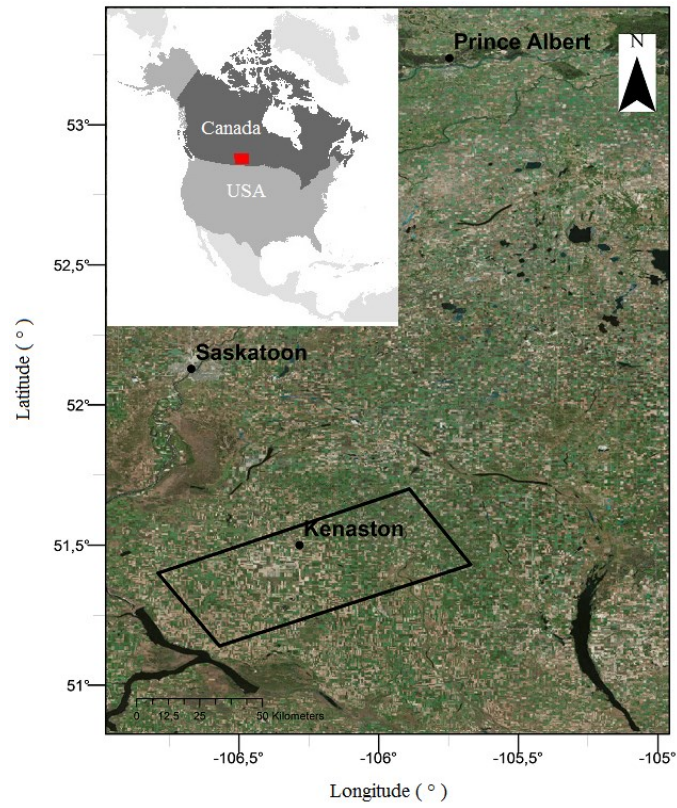 Prince Albert
N
Canada
USA
53°
52,5°
Saskatoon
52°
Kenaston
51,5°
51°
0 12,5 25 50 Kilometers
-106,5° -106° -105,5° -105°
Latitude ( ° )
Longitude ( ° )